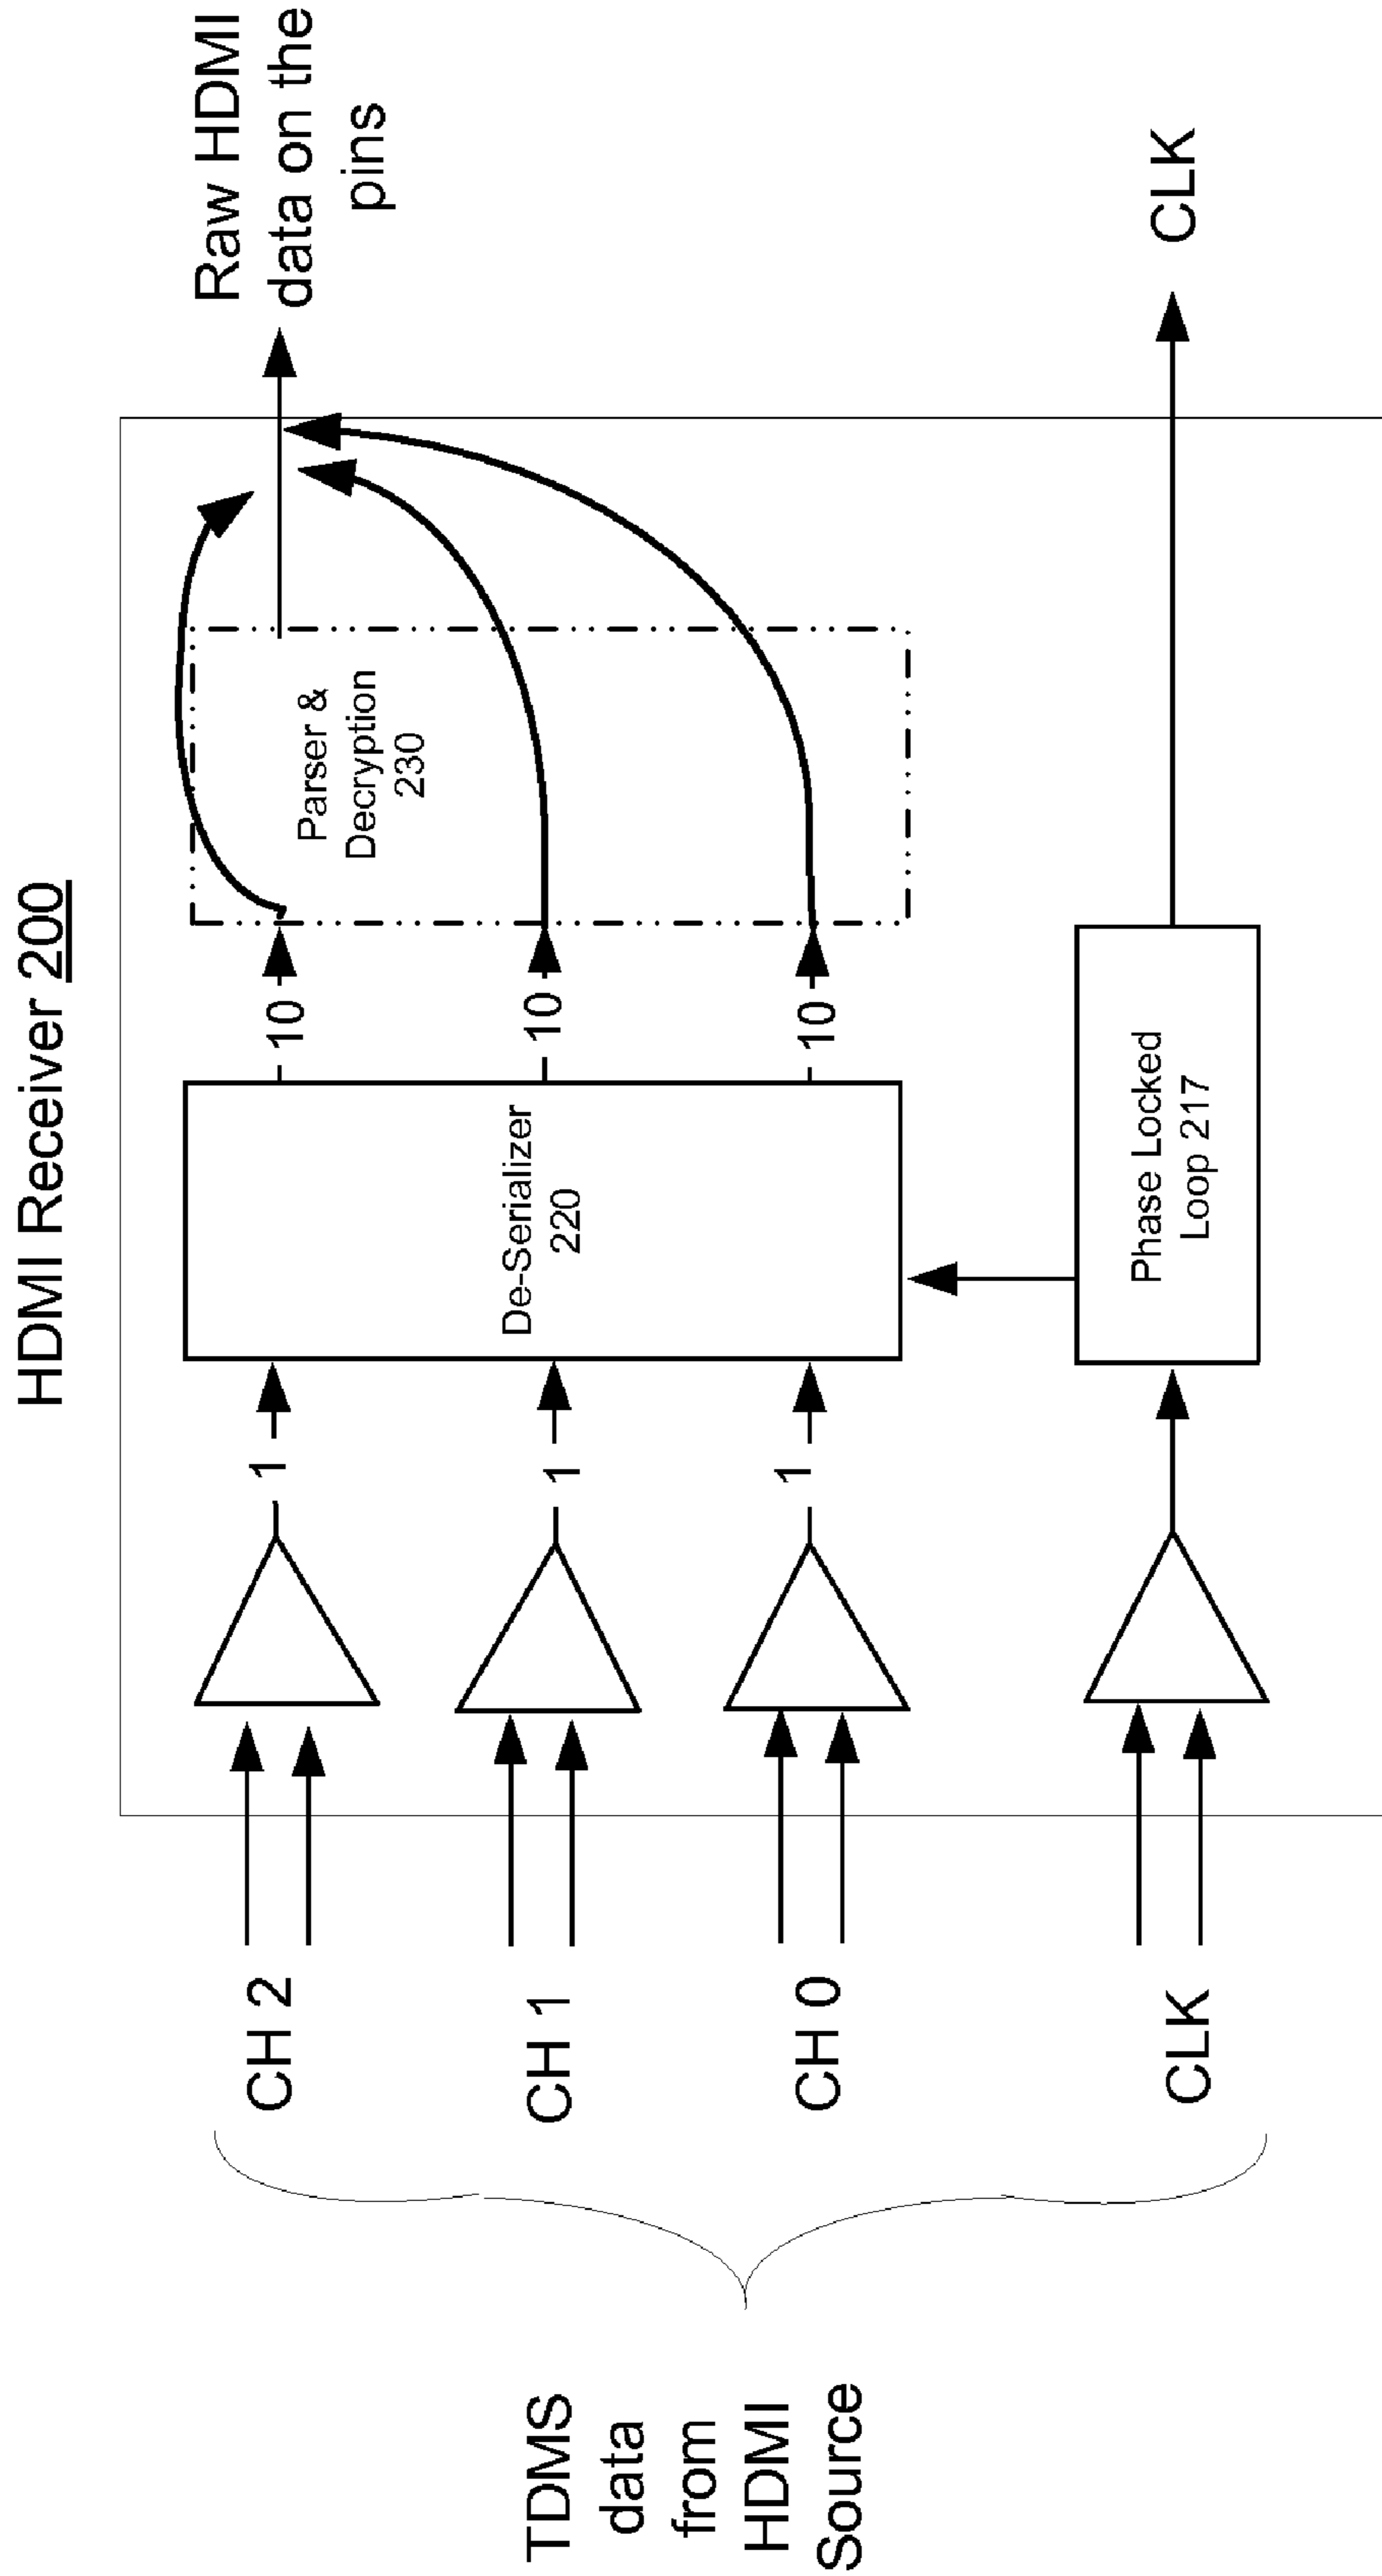 HDMI Receiver 200
TDMS
data
from
HDMI
Source
CH 2
CH 1
CH 0
CLK
1
1
1
De-Serializer
220
Phase Locked
Loop 217
10
10
10
Parser &
Decryption
230
Raw HDMI
data on the
pins
CLK